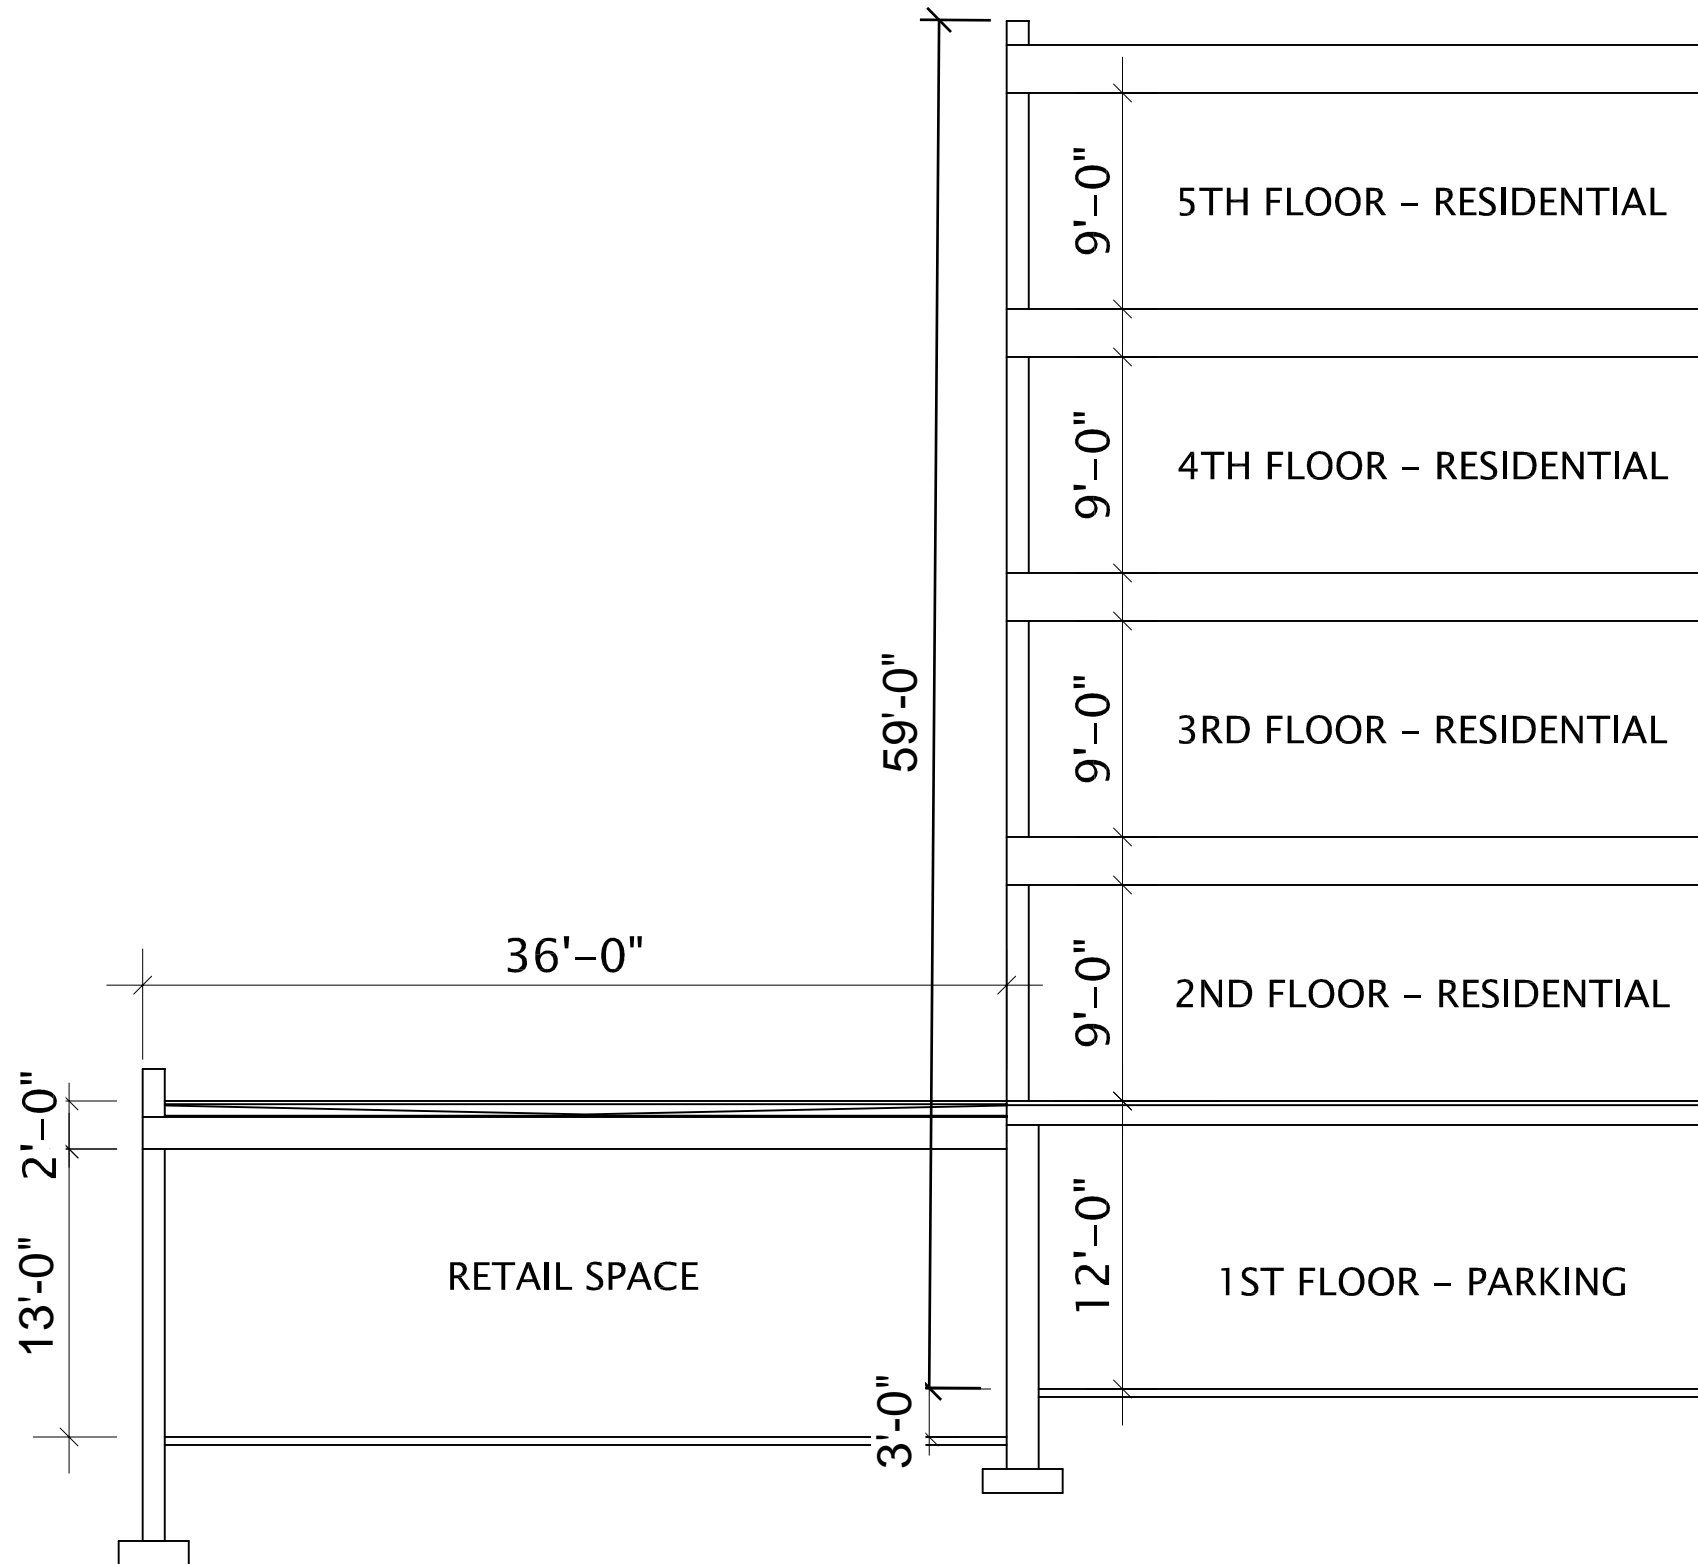 9'-0"
5TH FLOOR – RESIDENTIAL
9'-0"
4TH FLOOR – RESIDENTIAL
59'-0"
9'-0"
3RD FLOOR – RESIDENTIAL
36'-0"
9'-0"
2ND FLOOR – RESIDENTIAL
2'-0"
13'-0"
RETAIL SPACE
12'-0"
1ST FLOOR – PARKING
3'-0"